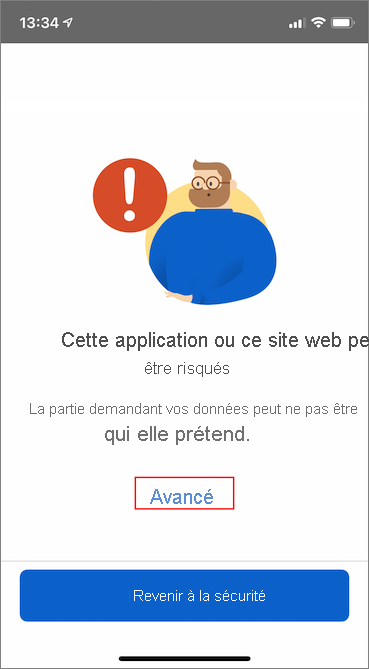 13:34
Cette application ou ce site web pe
être risqués
La partie demandant vos données peut ne pas être
qui elle prétend.
Avancé
Revenir à la sécurité